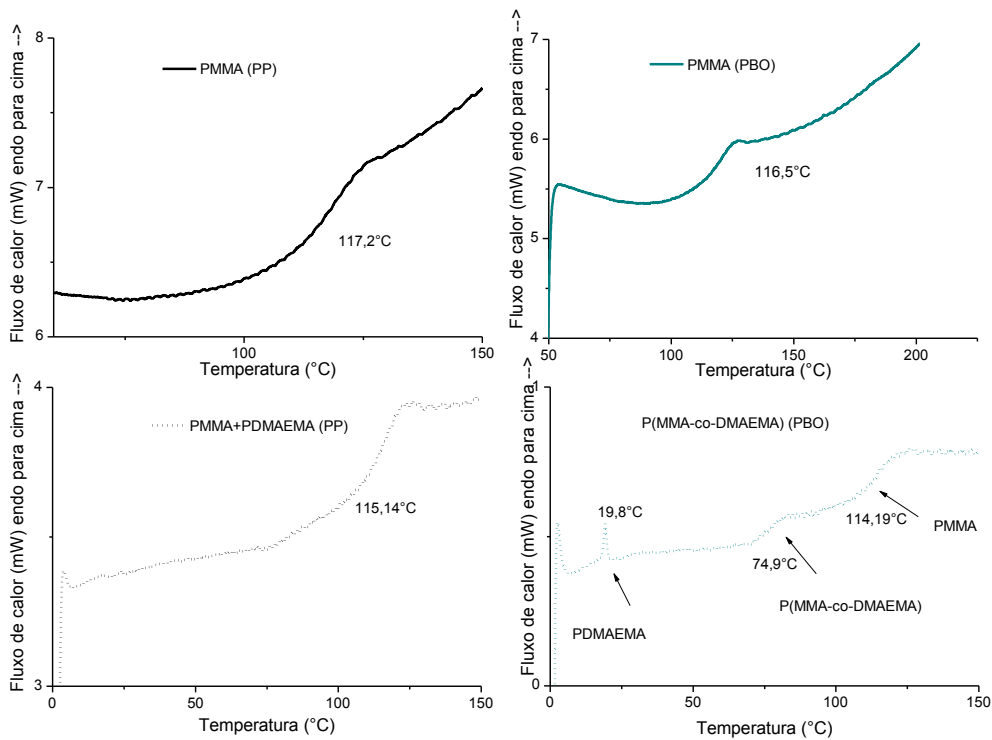 Fluxo de calor (mW) endo para cima -->
8
7
6
PMMA (PP)
117,2°C
100
150
Temperatura (°C)
Fluxo de calor (mW) endo para cima -->
7
6
5
4
PMMA (PBO)
116,5°C
50
100
150
200
Temperatura (°C)
Fluxo de calor (mW) endo para cima -->
4
3
PMMA+PDMAEMA (PP)
115,14°C
0
50
100
150
Temperatura (°C)
Fluxo de calor (mW) endo para cima -->
1
0
P(MMA-co-DMAEMA) (PBO)
19,8°C
114,19°C
PMMA
74,9°C
P(MMA-co-DMAEMA)
PDMAEMA
0
50
100
150
Temperatura (°C)